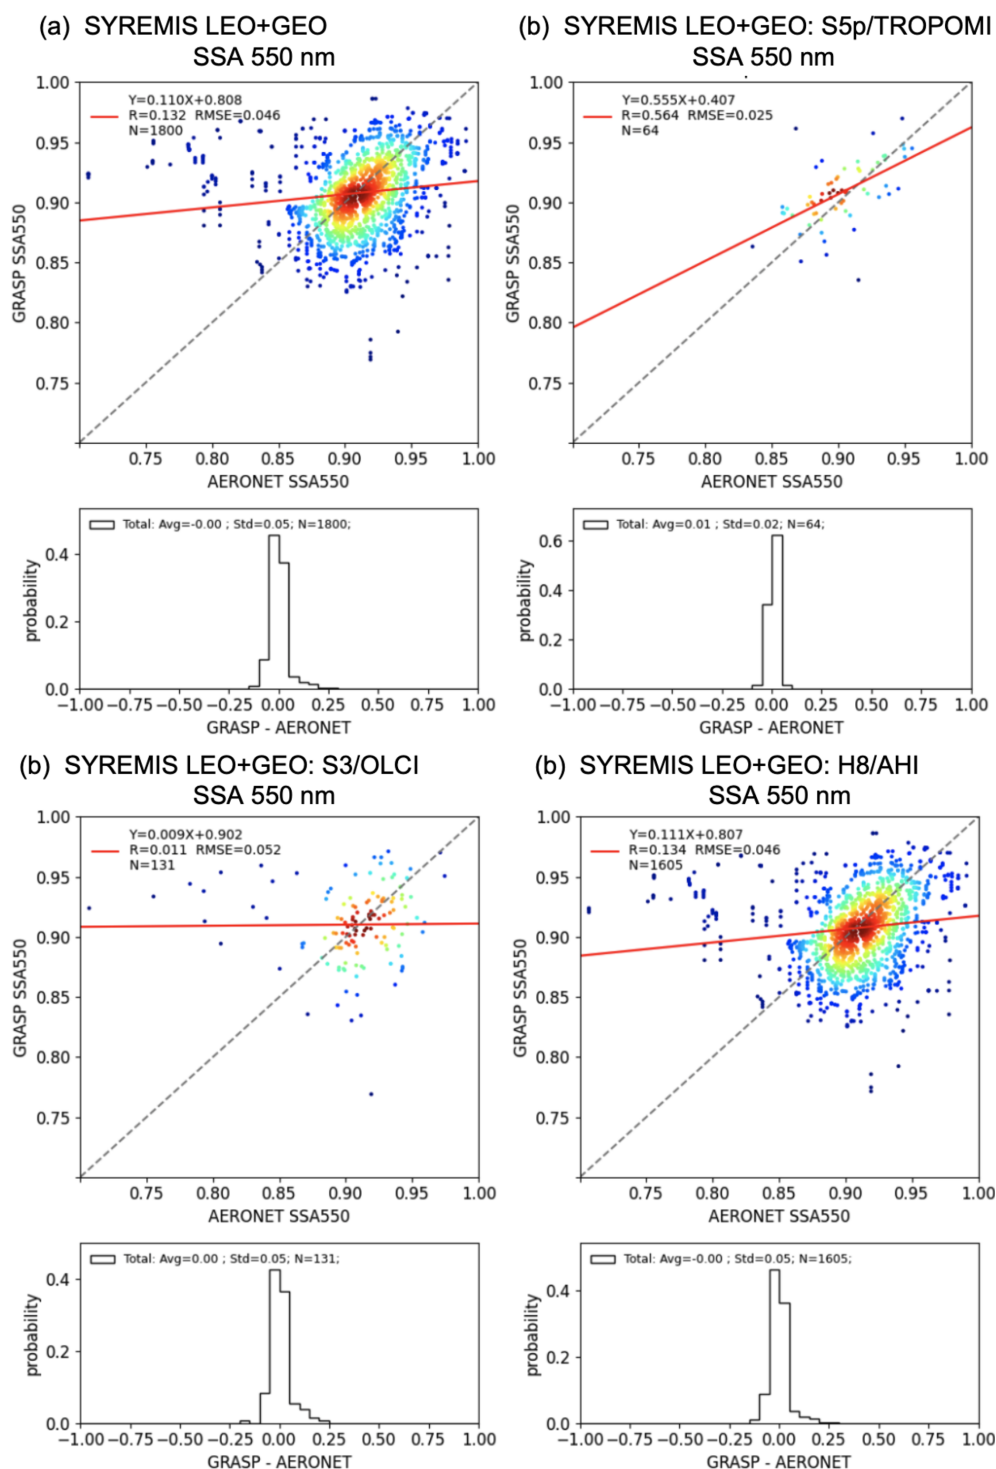 (a) SYREMIS LEO+GEO
SSA 550 nm
Y=0.110X+0.808
R=0.132 RMSE=0.046
N=1800
1.00
0.95
0.90
0.85
0.80
0.75
GRASP SSA550
0.75 0.80 0.85 0.90 0.95 1.00
AERONET SSA550
Total: Avg=-0.00 ; Std=0.05; N=1800;
0.4
0.2
0.0
probability
−1.00 −0.75 −0.50 −0.25 0.00 0.25 0.50 0.75 1.00
GRASP - AERONET
(b) SYREMIS LEO+GEO: S5p/TROPOMI
SSA 550 nm
Y=0.555X+0.407
R=0.564 RMSE=0.025
N=64
1.00
0.95
0.90
0.85
0.80
0.75
GRASP SSA550
0.75 0.80 0.85 0.90 0.95 1.00
AERONET SSA550
Total: Avg=0.01 ; Std=0.02; N=64;
0.6
0.4
0.2
0.0
probability
−1.00 −0.75 −0.50 −0.25 0.00 0.25 0.50 0.75 1.00
GRASP - AERONET
(b) SYREMIS LEO+GEO: S3/OLCI
SSA 550 nm
Y=0.009X+0.902
R=0.011 RMSE=0.052
N=131
1.00
0.95
0.90
0.85
0.80
0.75
GRASP SSA550
0.75 0.80 0.85 0.90 0.95 1.00
AERONET SSA550
Total: Avg=0.00 ; Std=0.05; N=131;
0.4
0.2
0.0
probability
−1.00 −0.75 −0.50 −0.25 0.00 0.25 0.50 0.75 1.00
GRASP - AERONET
(b) SYREMIS LEO+GEO: H8/AHI
SSA 550 nm
Y=0.111X+0.807
R=0.134 RMSE=0.046
N=1605
1.00
0.95
0.90
0.85
0.80
0.75
GRASP SSA550
0.75 0.80 0.85 0.90 0.95 1.00
AERONET SSA550
Total: Avg=-0.00 ; Std=0.05; N=1605;
0.4
0.2
0.0
probability
−1.00 −0.75 −0.50 −0.25 0.00 0.25 0.50 0.75 1.00
GRASP - AERONET